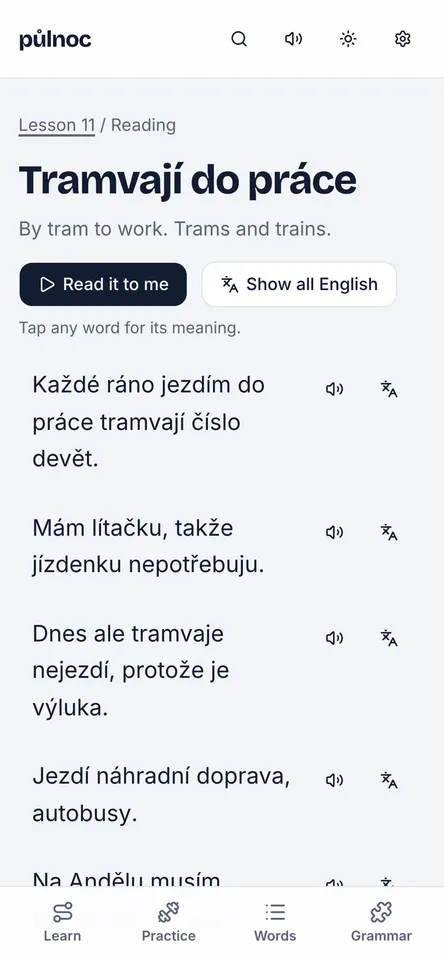 půlnoc
Lesson 11 / Reading
Tramvají do práce
By tram to work. Trams and trains.
Read it to me
Show all English
Tap any word for its meaning.
Každé ráno jezdím do
práce tramvají číslo
devět.
Mám lítačku, takže
jízdenku nepotřebuju.
Dnes ale tramvaje
nejezdí, protože je
výluka.
Jezdí náhradní doprava,
autobusy.
Na Andělu musím
Learn
Practice
Words
Grammar